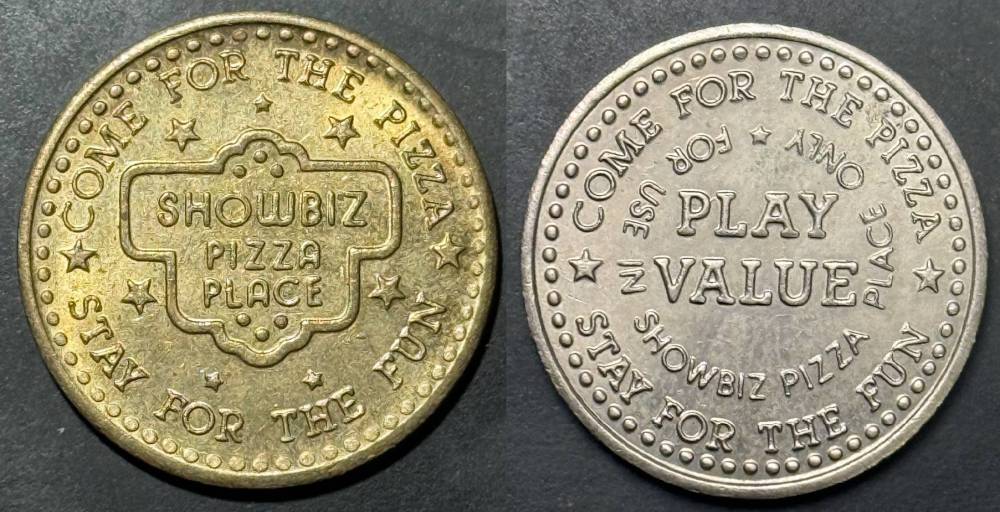 COME FOR THE PIZZA
SHOWBIZ
PIZZA
PLACE
STAY FOR THE FUN
COME FOR THE PIZZA
FOR USE IN SHOWBIZ PIZZA PLACE ONLY
PLAY
VALUE
STAY FOR THE FUN